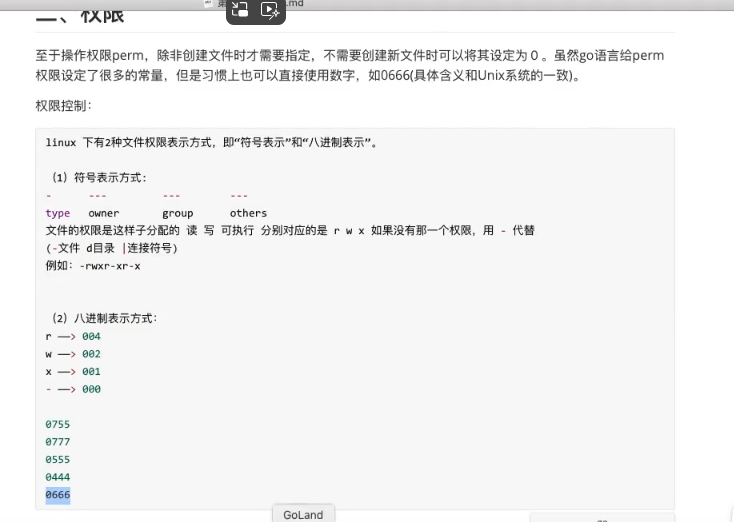 .md
二、权限
至于操作权限perm，除非创建文件时才需要指定，不需要创建新文件时可以将其设定为０。虽然go语言给perm
权限设定了很多的常量，但是习惯上也可以直接使用数字，如0666(具体含义和Unix系统的一致)。
权限控制：
linux 下有2种文件权限表示方式，即“符号表示”和“八进制表示”。
（1）符号表示方式:
- --- --- ---
type owner group others
文件的权限是这样子分配的 读 写 可执行 分别对应的是 r w x 如果没有那一个权限，用 - 代替
(-文件 d目录 |连接符号)
例如：-rwxr-xr-x
（2）八进制表示方式:
r ——> 004
w ——> 002
x ——> 001
- ——> 000
0755
0777
0555
0444
0666
GoLand